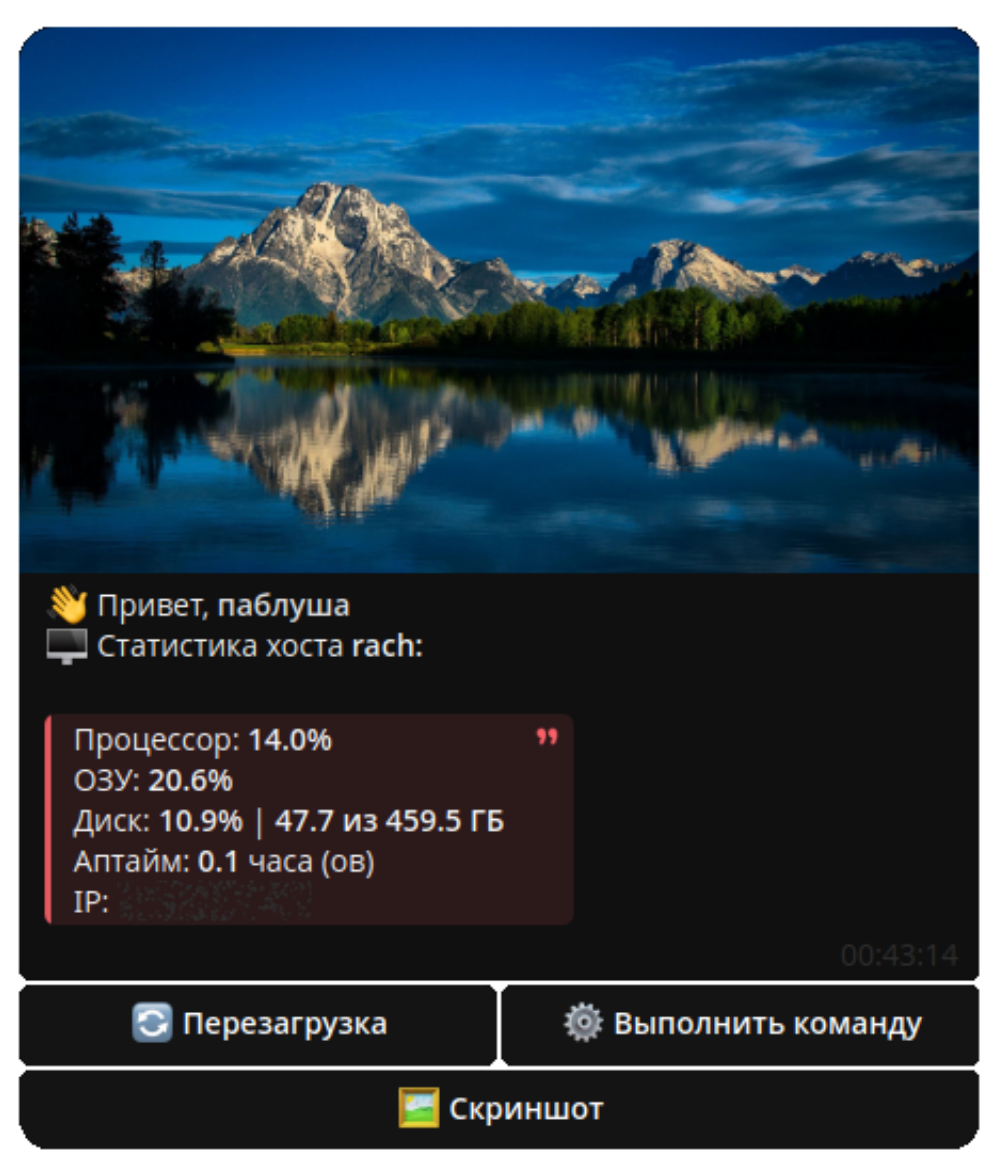 👋 Привет, паблуша
🖥 Статистика хоста rach:
Процессор: 14.0%
ОЗУ: 20.6%
Диск: 10.9% | 47.7 из 459.5 ГБ
Аптайм: 0.1 часа (ов)
IP:
00:43:14
🔄 Перезагрузка
⚙️ Выполнить команду
🖼 Скриншот